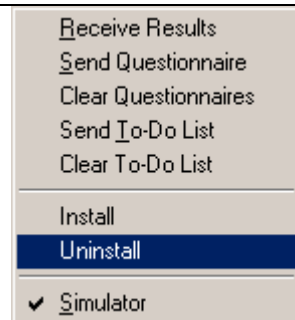 Receive Results
Send Questionnaire
Clear Questionnaires
Send To-Do List
Clear To-Do List
Install
Uninstall
Simulator